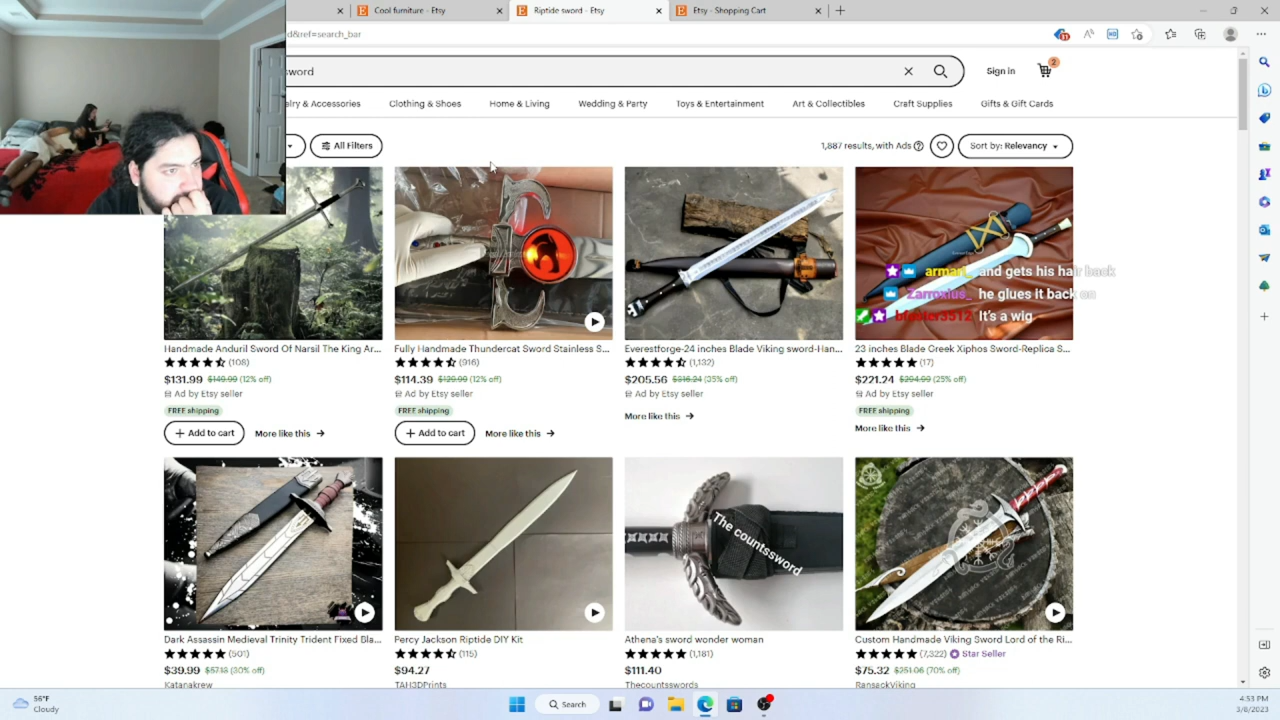 Cool furniture - Etsy
Riptide sword - Etsy
Etsy - Shopping Cart
d&ref=search_bar
sword
Sign in
2
elry & Accessories
Clothing & Shoes
Home & Living
Wedding & Party
Toys & Entertainment
Art & Collectibles
Craft Supplies
Gifts & Gift Cards
All Filters
1,887 results, with Ads
Sort by: Relevancy
armarl_ and gets his hair back
Zarroxius_ he glues it back on
It's a wig
Handmade Anduril Sword Of Narsil The King Ar...
(108)
$131.99 $149.99 (12% off)
Ad by Etsy seller
FREE shipping
+ Add to cart
More like this →
Fully Handmade Thundercat Sword Stainless S...
(916)
$114.39 $129.99 (12% off)
Ad by Etsy seller
FREE shipping
+ Add to cart
More like this →
Everestforge-24 inches Blade Viking sword-Han...
(1,132)
$205.56 $316.24 (35% off)
Ad by Etsy seller
More like this →
23 inches Blade Greek Xiphos Sword-Replica S...
(17)
$221.24 $294.99 (25% off)
Ad by Etsy seller
FREE shipping
More like this →
Dark Assassin Medieval Trinity Trident Fixed Bla...
(501)
$39.99 $57.13 (30% off)
Katanakrew
Percy Jackson Riptide DIY Kit
(115)
$94.27
TAH3DPrints
The countssword
Athena's sword wonder woman
(1,181)
$111.40
Thecountsswords
Custom Handmade Viking Sword Lord of the Ri...
(7,322) Star Seller
$75.32 $251.06 (70% off)
RansackViking
56°F
Cloudy
Search
4:53 PM
3/8/2023